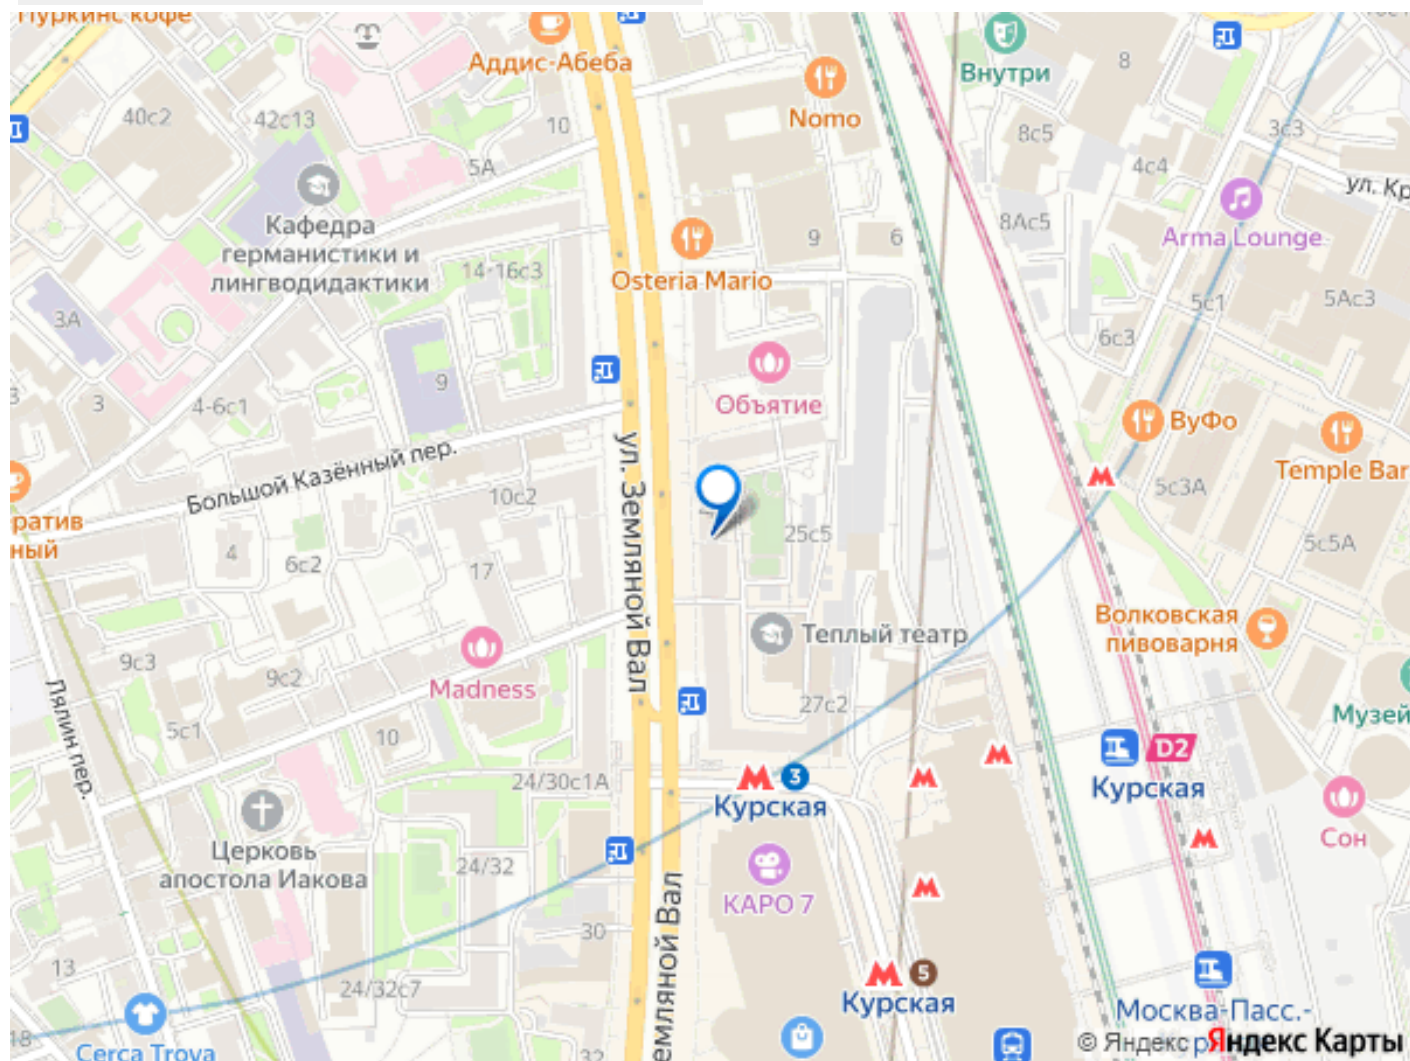 Пуркинс кофе
Аддис-Абеба
Внутри
8
Nomo
40с2
42с13
10
8с5
3с3
5А
4с4
ул. Кр
Кафедра
германистики и
лингводидактики
14-16с3
9
6
8Ас5
Arma Lounge
Osteria Mario
3А
5с1
5Ас3
6с3
9
3
3
4-6с1
Объятие
ВуФо
ул. Земляной Вал
Большой Казённый пер.
Temple Bar
10с2
5с3А
ратив
ный
4
6с2
25с5
5с5А
17
Волковская
пивоварня
Теплый театр
9с3
9с2
Madness
Лялин пер.
5с1
10
27с2
Музей
D2
Курская
24/30с1А
3
Курская
Сон
Церковь
апостола Иакова
24/32
КАРО 7
емляной Вал
30
13
24/32с7
5
Курская
Москва-Пасс.-
18
Cerca Trova
32
© Яндекс
Яндекс Карты